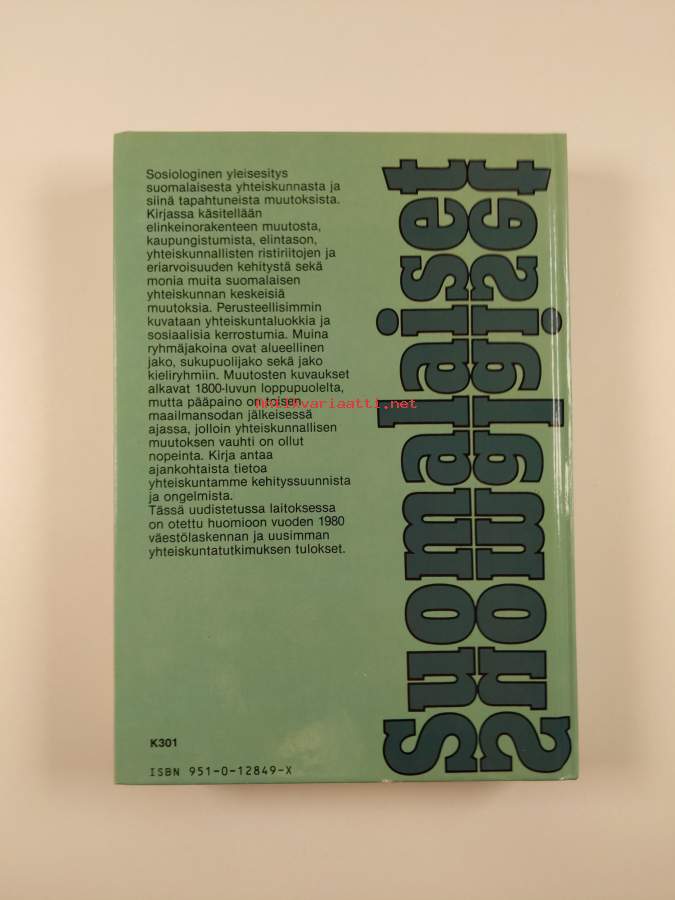 Sosiologinen yleisesitys
suomalaisesta yhteiskunnasta ja
siinä tapahtuneista muutoksista.
Kirjassa käsitellään
elinkeinorakenteen muutosta,
kaupungistumista, elintason,
yhteiskunnallisten ristiriitojen ja
eriarvoisuuden kehitystä sekä
monia muita suomalaisen
yhteiskunnan keskeisiä
muutoksia. Perusteellisimmin
kuvataan yhteiskuntaluokkia ja
sosiaalisia kerrostumia. Muina
ryhmäjakoina ovat alueellinen
jako, sukupuolijako sekä jako
kieliryhmiin. Muutosten kuvaukset
alkavat 1800-luvun loppupuolelta,
mutta pääpaino on toisen
maailmansodan jälkeisessä
ajassa, jolloin yhteiskunnallisen
muutoksen vauhti on ollut
nopeinta. Kirja antaa
ajankohtaista tietoa
yhteiskuntamme kehityssuunnista
ja ongelmista.
Tässä uudistetussa laitoksessa
on otettu huomioon vuoden 1980
väestölaskennan ja uusimman
yhteiskuntatutkimuksen tulokset.
K301
ISBN 951-0-12849-X
Suomalaiset
Suomalaiset
Antikvariaatti.net